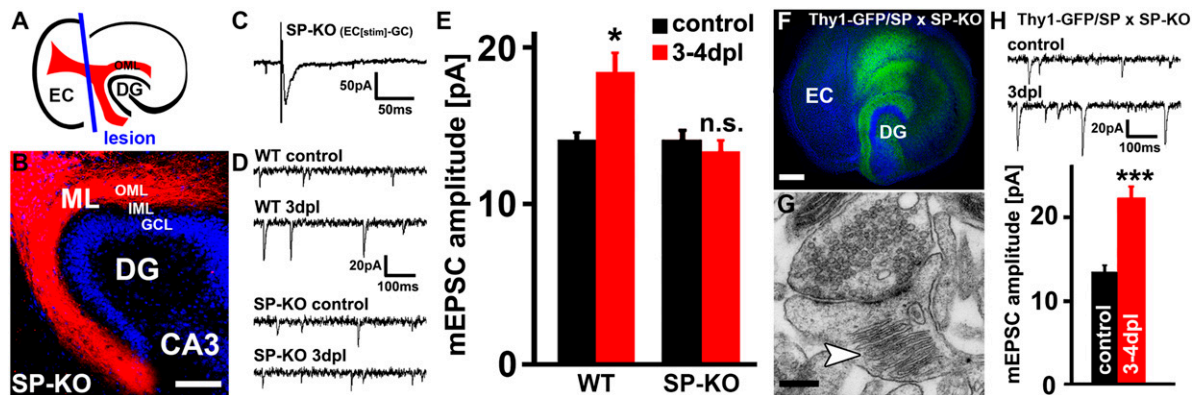 A
EC
OML
DG
lesion
B
ML
OML
IML
GCL
DG
CA3
SP-KO
C
SP-KO (EC[stim]-GC)
50pA
50ms
D
WT control
WT 3dpl
20pA
100ms
SP-KO control
SP-KO 3dpl
E
mEPSC amplitude [pA]
20
10
0
control
3-4dpl
*
n.s.
WT
SP-KO
F
Thy1-GFP/SP x SP-KO
EC
DG
G
H
Thy1-GFP/SP x SP-KO
control
3dpl
20pA
100ms
mEPSC amplitude [pA]
20
10
0
***
control
3-4dpl